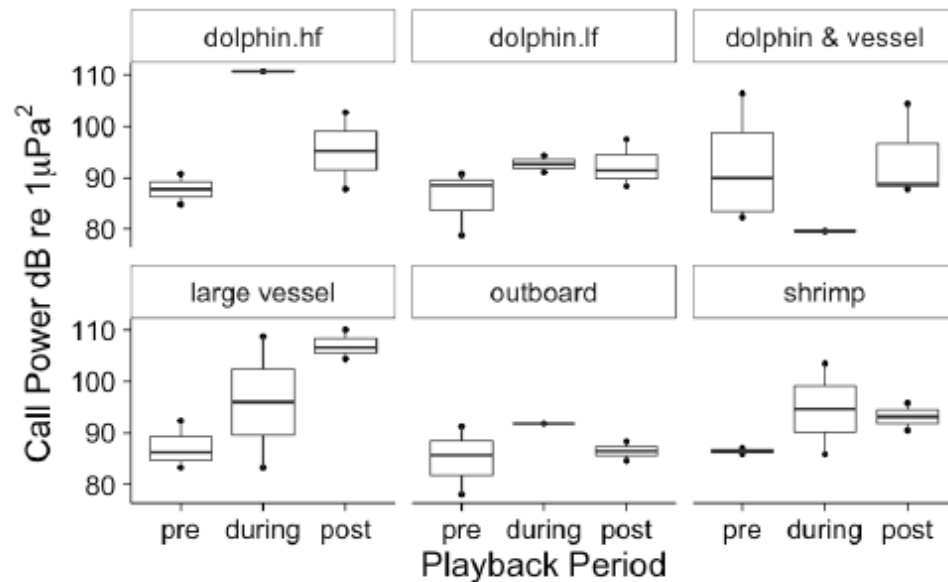 dolphin.hf dolphin.lf dolphin & vessel
110
100
90
80
large vessel outboard shrimp
110
100
90
80
Call Power dB re 1μPa²
pre during post pre during post pre during post
Playback Period